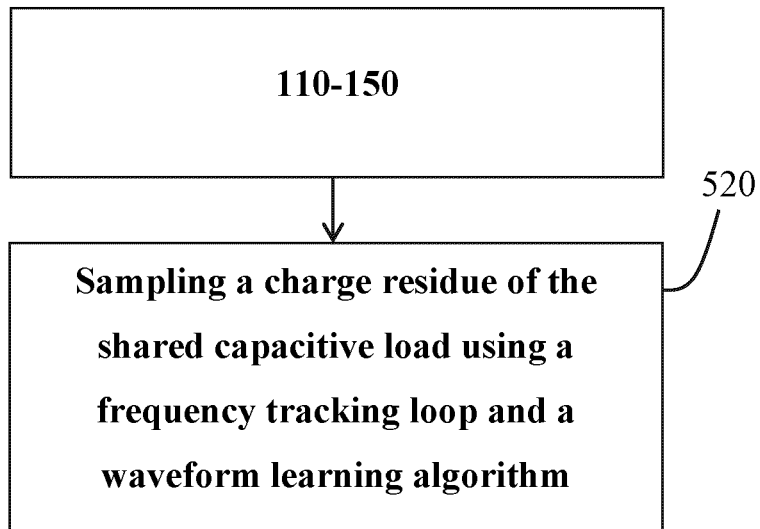 110-150
520
Sampling a charge residue of the
shared capacitive load using a
frequency tracking loop and a
waveform learning algorithm